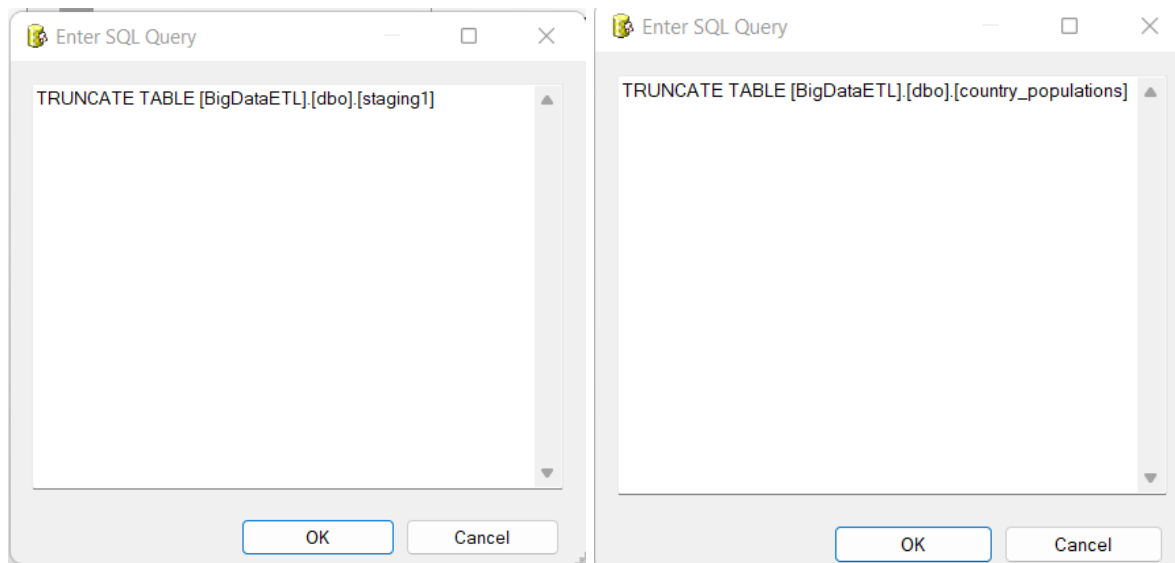 Enter SQL Query
TRUNCATE TABLE [BigDataETL].[dbo].[staging1]
OK
Cancel
Enter SQL Query
TRUNCATE TABLE [BigDataETL].[dbo].[country_populations]
OK
Cancel